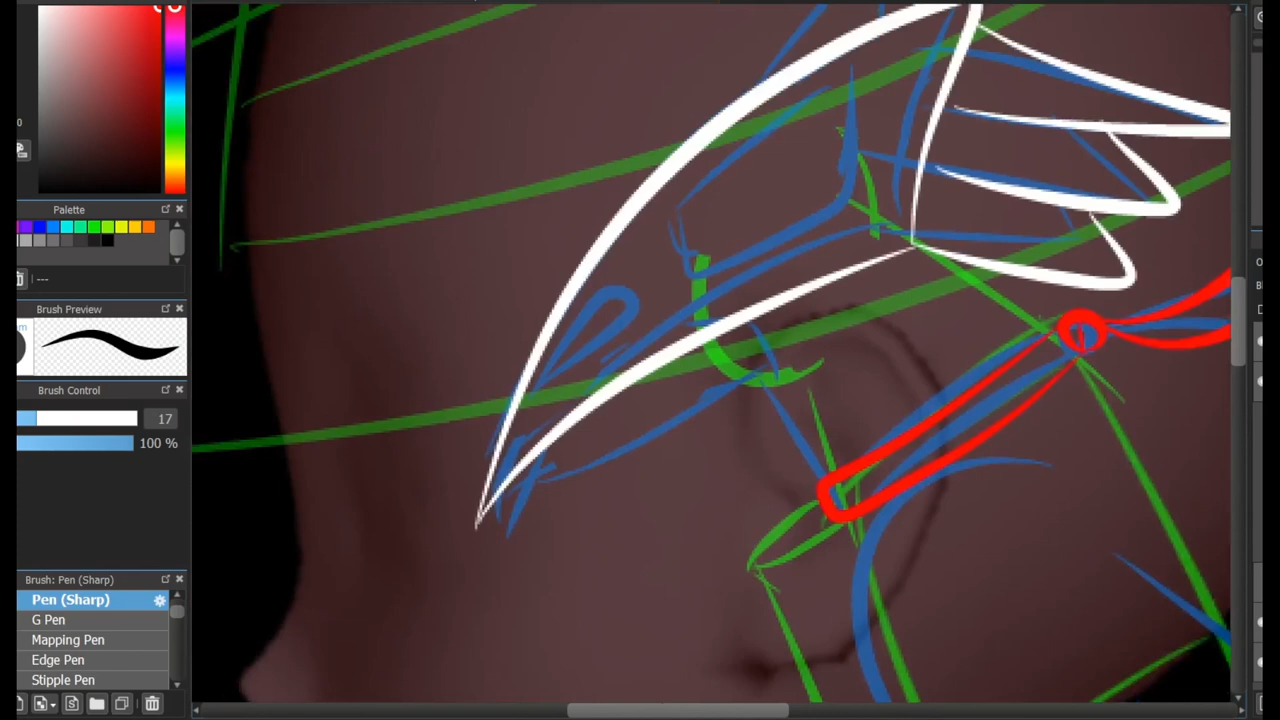 0
Palette
---
Brush Preview
m
Brush Control
17
100 %
Brush: Pen (Sharp)
Pen (Sharp)
G Pen
Mapping Pen
Edge Pen
Stipple Pen